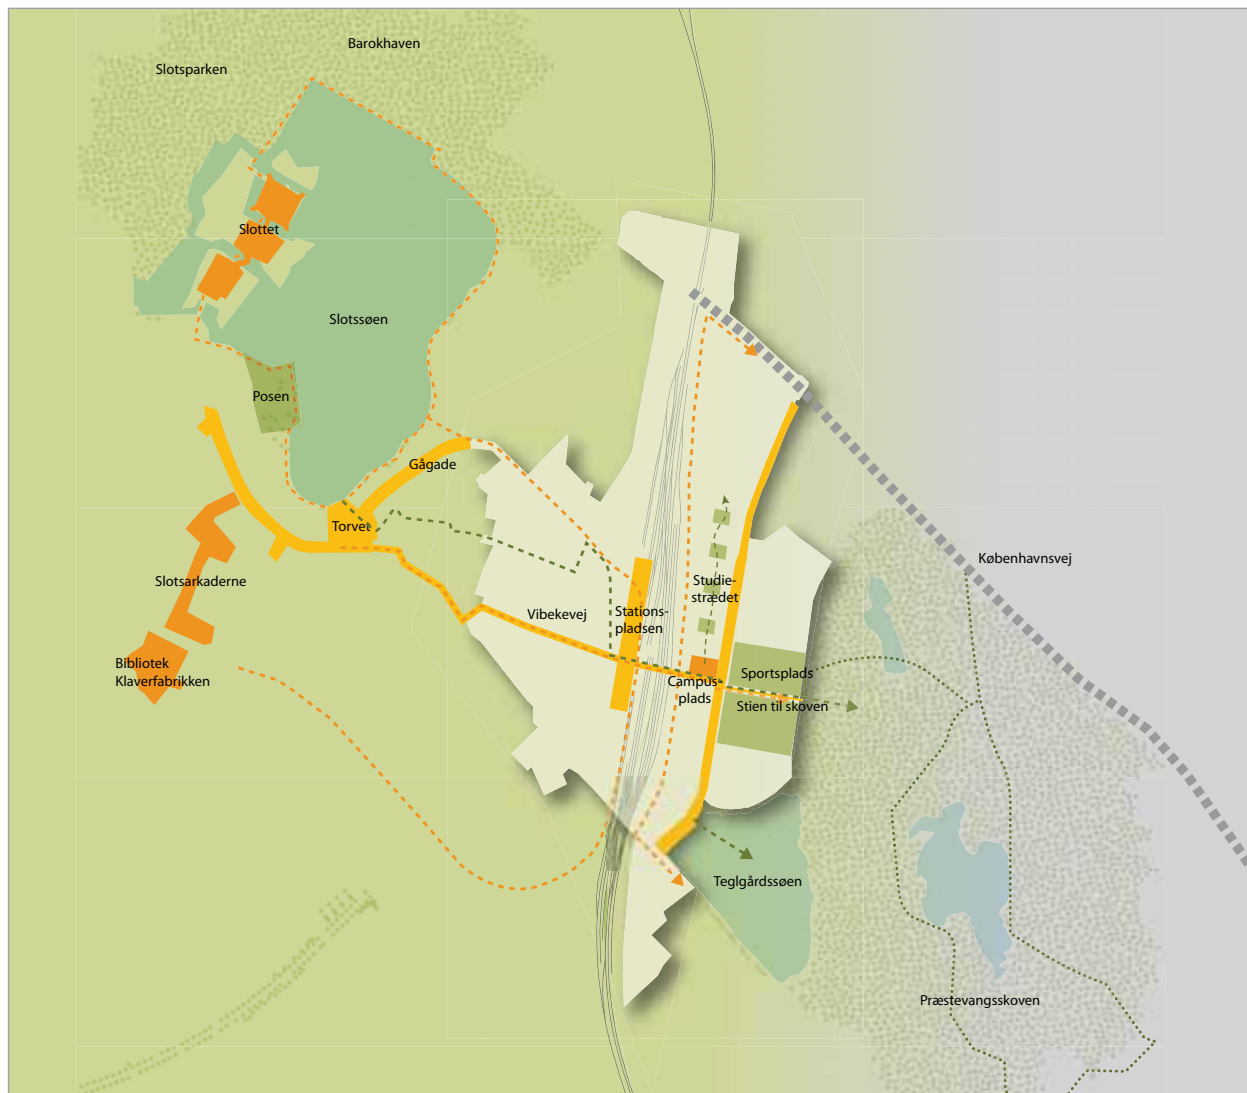 Barokhaven
Slotsparken
Slottet
Slotssøen
Posen
Gågade
Torvet
Københavnsvej
Slotsarkaderne
Studie-
strædet
Vibekevej
Stations-
pladsen
Bibliotek
Klaverfabrikken
Sportsplads
Campus-
plads
Stien til skoven
Teglgårdssøen
Præstevangsskoven